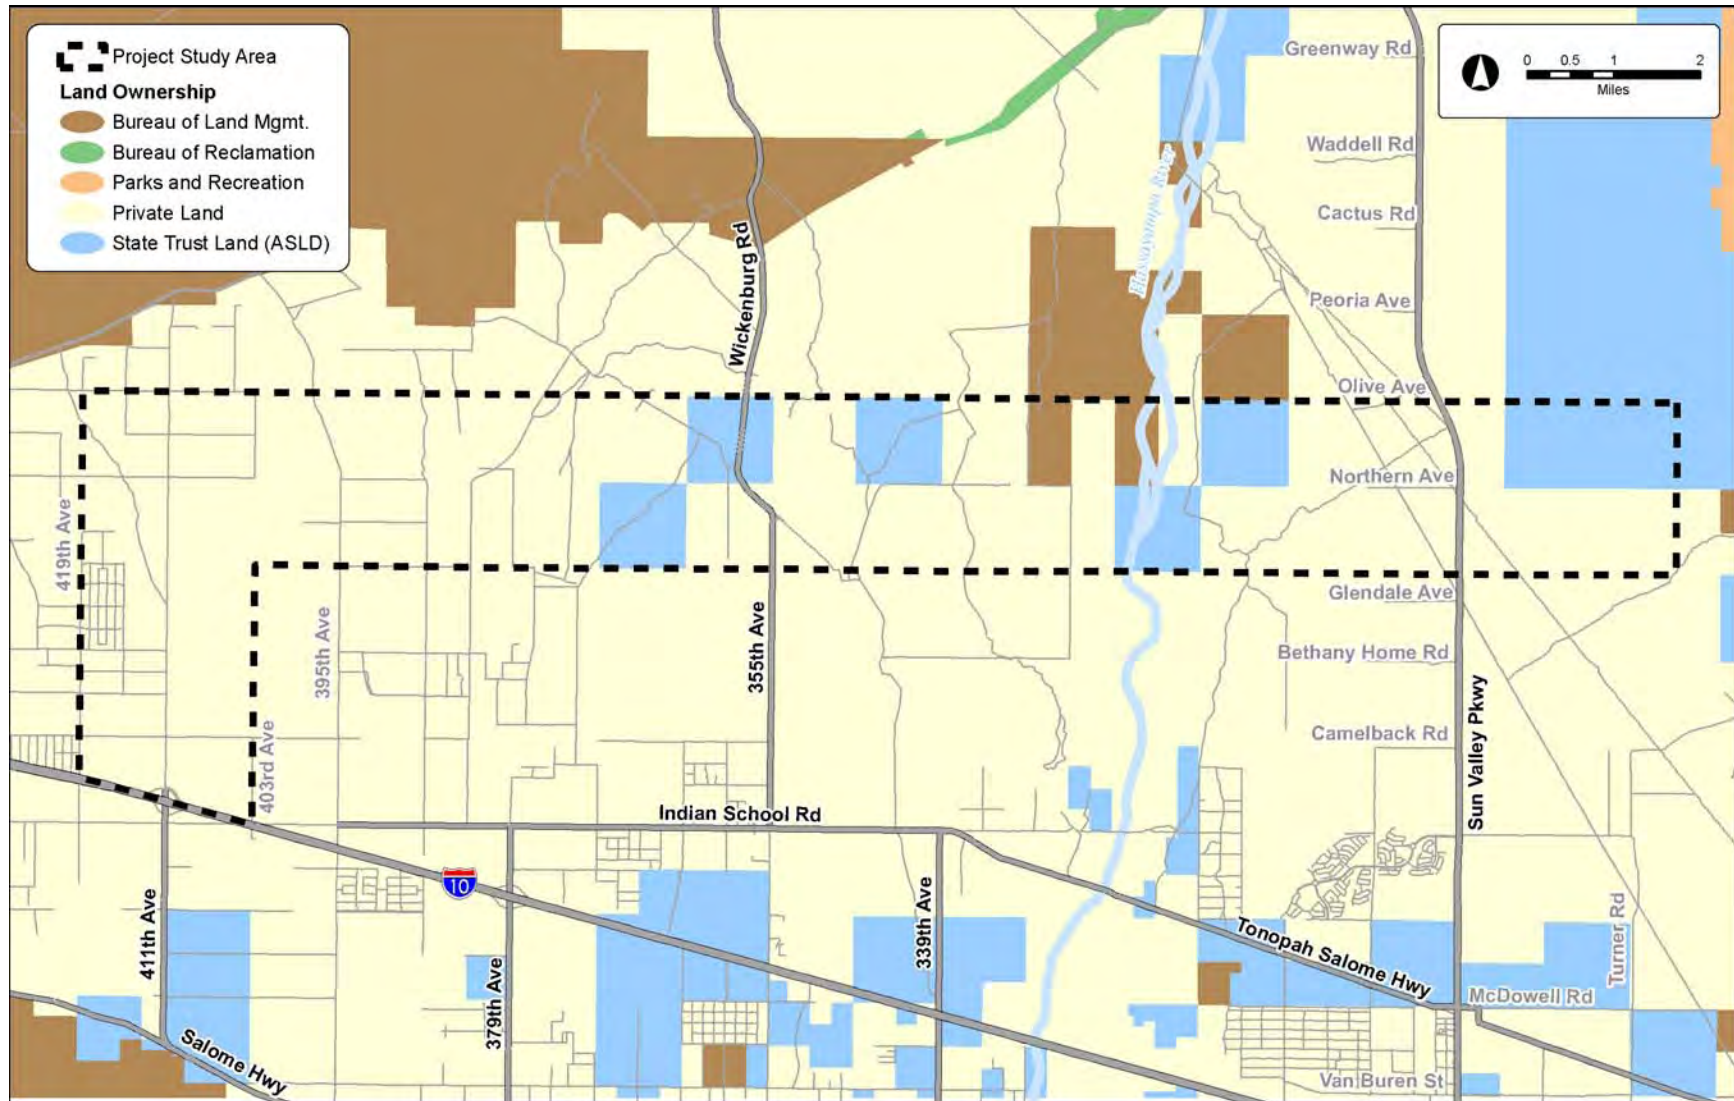 Project Study Area
Land Ownership
Bureau of Land Mgmt.
Bureau of Reclamation
Parks and Recreation
Private Land
State Trust Land (ASLD)
0 0.5 1 2
Miles
Greenway Rd
Waddell Rd
Cactus Rd
Hassayampa River
Wickenburg Rd
Peoria Ave
Olive Ave
Northern Ave
419th Ave
Glendale Ave
395th Ave
355th Ave
Bethany Home Rd
Camelback Rd
Sun Valley Pkwy
403rd Ave
Indian School Rd
10
411th Ave
379th Ave
339th Ave
Tonopah Salome Hwy
Turner Rd
McDowell Rd
Salome Hwy
Van Buren St